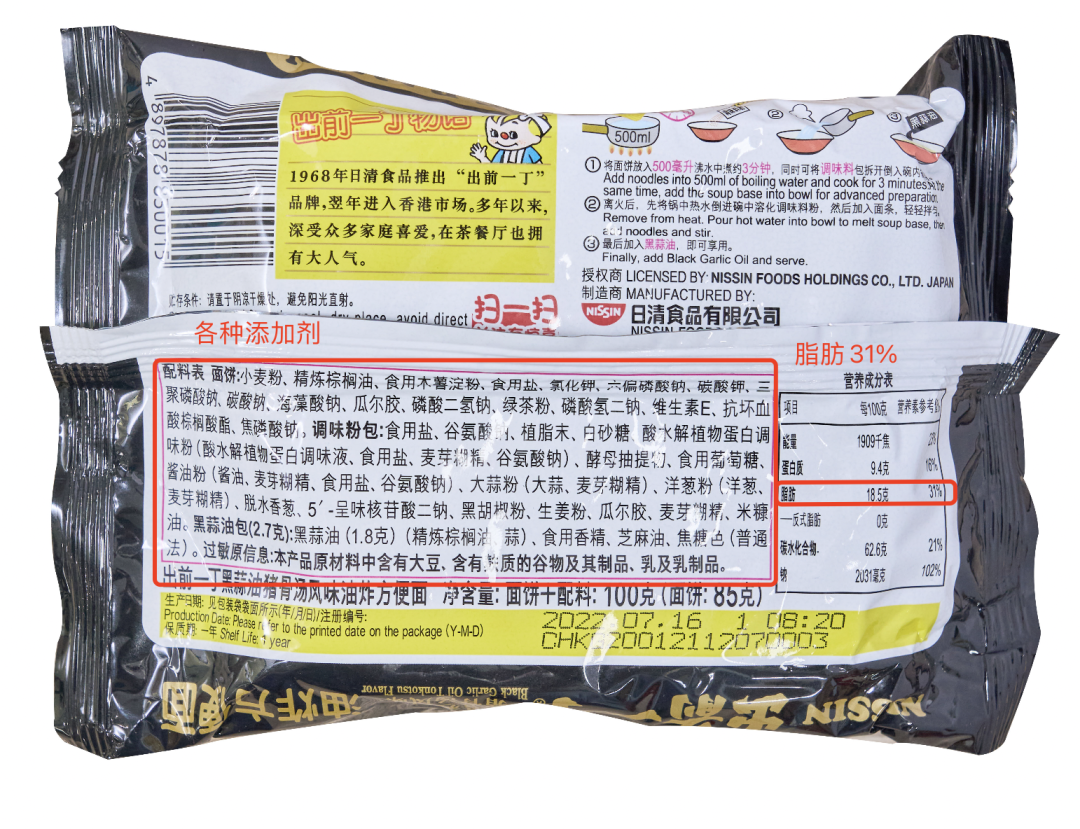 出前一丁物语
1968年日清食品推出“出前一丁”
品牌,翌年进入香港市场。多年以来,
深受众多家庭喜爱,在茶餐厅也拥
有大人气。
500ml
②
③
黑蒜油
① 将面饼放入500毫升沸水中煮约3分钟，同时可将调味料包拆开倒入碗内
Add noodles into 500ml of boiling water and cook for 3 minutes. At the
same time, add the soup base into bowl for advanced preparation.
② 离火后，先将锅中热水倒进碗中溶化调味料粉，然后加入面条，轻轻拌匀。
Remove from heat. Pour hot water into bowl to melt soup base, then
add noodles and stir.
③ 最后加入黑蒜油，即可享用。
Finally, add Black Garlic Oil and serve.
授权商 LICENSED BY: NISSIN FOODS HOLDINGS CO., LTD. JAPAN
制造商 MANUFACTURED BY:
NISSIN 日清食品有限公司
贮存条件：请置于阴凉干燥处，避免阳光直射。
dry place, avoid direct
扫一扫
各种添加剂
脂肪 31%
配料表 面饼:小麦粉、精炼棕榈油、食用木薯淀粉、食用盐、氯化钾、六偏磷酸钠、碳酸钾、三
聚磷酸钠、碳酸钠、海藻酸钠、瓜尔胶、磷酸二氢钠、绿茶粉、磷酸氢二钠、维生素E、抗坏血
酸棕榈酸酯、焦磷酸钠。调味粉包:食用盐、谷氨酸钠、植脂末、白砂糖、酸水解植物蛋白调
味粉（酸水解植物蛋白调味液、食用盐、麦芽糊精、谷氨酸钠）、酵母抽提物、食用葡萄糖、
酱油粉（酱油、麦芽糊精、食用盐、谷氨酸钠）、大蒜粉（大蒜、麦芽糊精）、洋葱粉（洋葱、
麦芽糊精）、脱水香葱、5′-呈味核苷酸二钠、黑胡椒粉、生姜粉、瓜尔胶、麦芽糊精、米糠
油。黑蒜油包(2.7克):黑蒜油（1.8克）（精炼棕榈油、蒜）、食用香精、芝麻油、焦糖色（普通
法）。过敏原信息:本产品原材料中含有大豆、含有麸质的谷物及其制品、乳及乳制品。
出前一丁黑蒜油猪骨汤风味油炸方便面 净含量: 面饼+配料: 100克（面饼: 85克）
生产日期: 见包装袋袋面所示(年/月/日)/注册编号:
Production Date: Please refer to the printed date on the package (Y-M-D)
保质期: 一年 Shelf Life: 1 year
2022.07.16 1 08:20
营养成分表
项目 每100克 营养素参考值
能量 1909千焦
蛋白质 9.4克 16%
脂肪 18.5克 31%
—反式脂肪 0克
碳水化合物 62.6克 21%
钠 2031毫克 102%
Black Garlic Oil Tonkotsu Flavor
油炸方便面
NISSIN